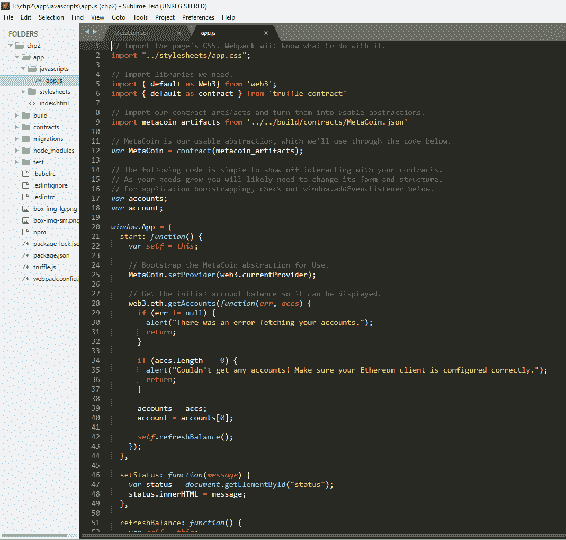 \chp2\app\javascripts\app.js (chp2) - Sublime Text (UNREGISTERED)
File Edit Selection Find View Goto Tools Project Preferences Help
FOLDERS
chp2
app
javascripts
app.js
stylesheets
index.html
build
contracts
migrations
node_modules
test
.babelrc
.eslintignore
.eslintrc
box-img-lg.png
box-img-sm.png
npm
package-lock.jso
package.json
truffle.js
webpack.config.
app.js
1 // Import the page's CSS. Webpack will know what to do with it.
2 import "../stylesheets/app.css";
3
4 // Import libraries we need.
5 import { default as Web3} from 'web3';
6 import { default as contract } from 'truffle-contract'
7
8 // Import our contract artifacts and turn them into usable abstractions.
9 import metacoin_artifacts from '../../build/contracts/MetaCoin.json'
10
11 // MetaCoin is our usable abstraction, which we'll use through the code below.
12 var MetaCoin = contract(metacoin_artifacts);
13
14 // The following code is simple to show off interacting with your contracts.
15 // As your needs grow you will likely need to change its form and structure.
16 // For application bootstrapping, check out window.addEventListener below.
17 var accounts;
18 var account;
19
20 window.App = {
21 start: function() {
22 var self = this;
23
24 // Bootstrap the MetaCoin abstraction for Use.
25 MetaCoin.setProvider(web3.currentProvider);
26
27 // Get the initial account balance so it can be displayed.
28 web3.eth.getAccounts(function(err, accs) {
29 if (err != null) {
30 alert("There was an error fetching your accounts.");
31 return;
32 }
33
34 if (accs.length == 0) {
35 alert("Couldn't get any accounts! Make sure your Ethereum client is configured correctly.");
36 return;
37 }
38
39 accounts = accs;
40 account = accounts[0];
41
42 self.refreshBalance();
43 });
44 },
45
46 setStatus: function(message) {
47 var status = document.getElementById("status");
48 status.innerHTML = message;
49 },
50
51 refreshBalance: function() {